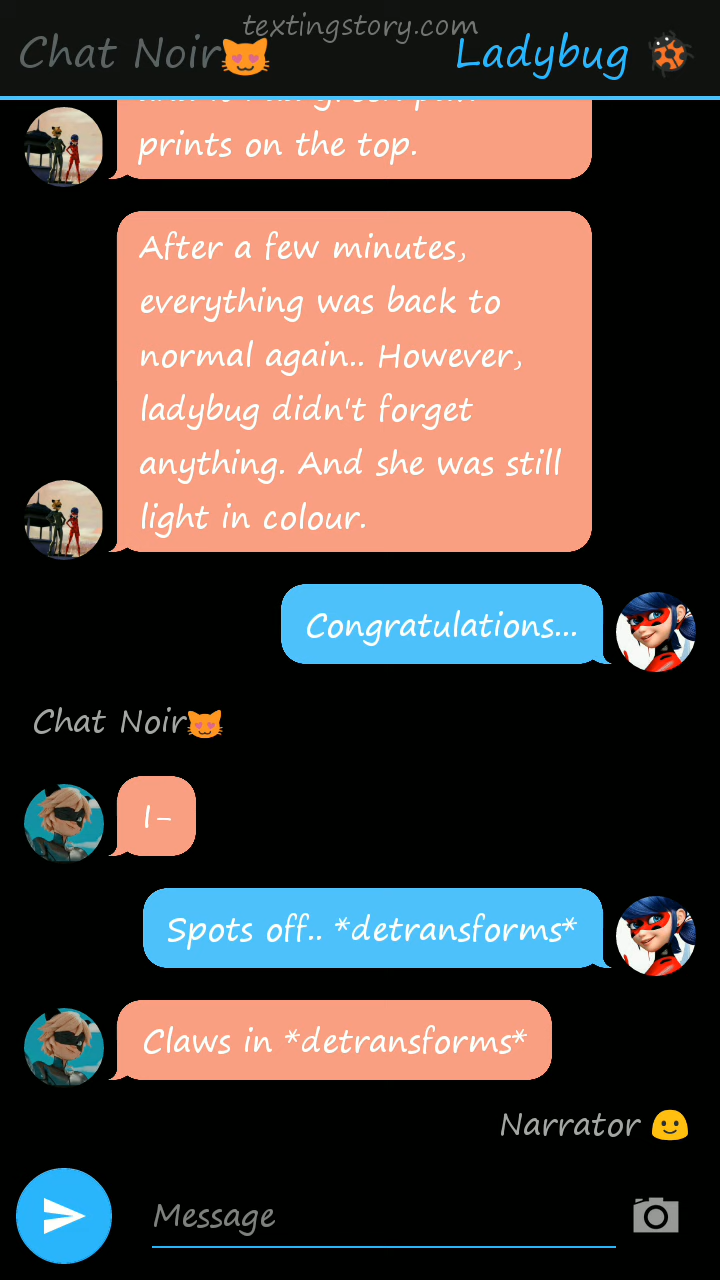 textingstory.com
Chat Noir😻 Ladybug 🐞
prints on the top.
After a few minutes,
everything was back to
normal again.. However,
ladybug didn't forget
anything. And she was still
light in colour.
Congratulations...
Chat Noir😻
I-
Spots off.. *detransforms*
Claws in *detransforms*
Narrator 🙂
Message